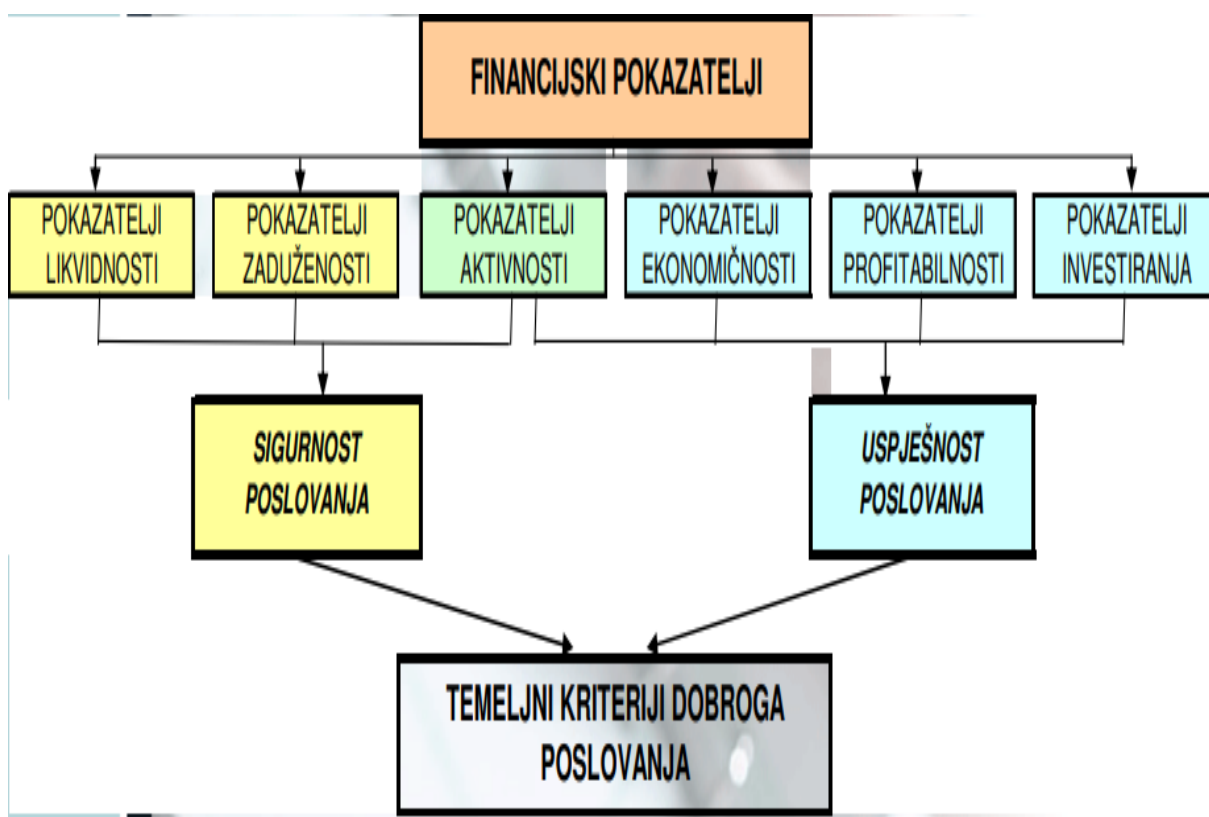 FINANCIJSKI POKAZATELJI
POKAZATELJI
LIKVIDNOSTI
POKAZATELJI
ZADUŽENOSTI
POKAZATELJI
AKTIVNOSTI
POKAZATELJI
EKONOMIČNOSTI
POKAZATELJI
PROFITABILNOSTI
POKAZATELJI
INVESTIRANJA
SIGURNOST
POSLOVANJA
USPJEŠNOST
POSLOVANJA
TEMELJNI KRITERIJI DOBROGA
POSLOVANJA